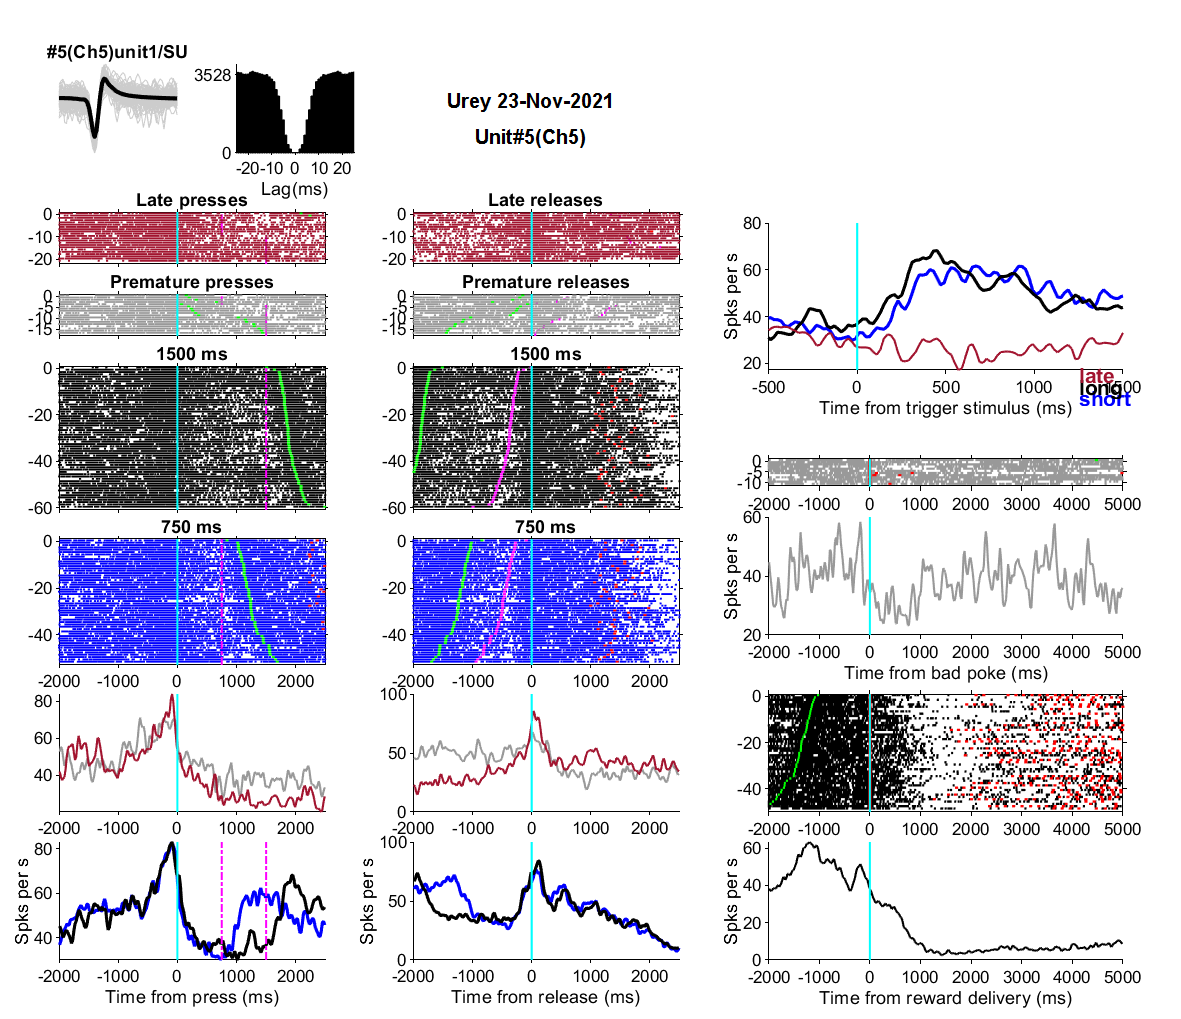 #5(Ch5)unit1/SU
3528
0
-20 -10 0 10 20
Lag(ms)
Urey 23-Nov-2021
Unit#5(Ch5)
Late presses
0
-10
-20
Premature presses
0
-5
-10
-15
1500 ms
0
-20
-40
-60
750 ms
0
-20
-40
-2000 -1000 0 1000 2000
80
60
40
-2000 -1000 0 1000 2000
Spks per s
80
60
40
-2000 -1000 0 1000 2000
Time from press (ms)
Late releases
0
-10
-20
Premature releases
0
-5
-10
-15
1500 ms
0
-20
-40
-60
750 ms
0
-20
-40
-2000 -1000 0 1000 2000
100
50
0
-2000 -1000 0 1000 2000
Spks per s
100
50
0
-2000 -1000 0 1000 2000
Time from release (ms)
Spks per s
80
60
40
20
-500 0 500 1000 1500
late
long
short
Time from trigger stimulus (ms)
0
-5
-10
-2000 -1000 0 1000 2000 3000 4000 5000
Spks per s
60
40
20
-2000 -1000 0 1000 2000 3000 4000 5000
Time from bad poke (ms)
0
-20
-40
-2000 -1000 0 1000 2000 3000 4000 5000
Spks per s
60
40
20
0
-2000 -1000 0 1000 2000 3000 4000 5000
Time from reward delivery (ms)